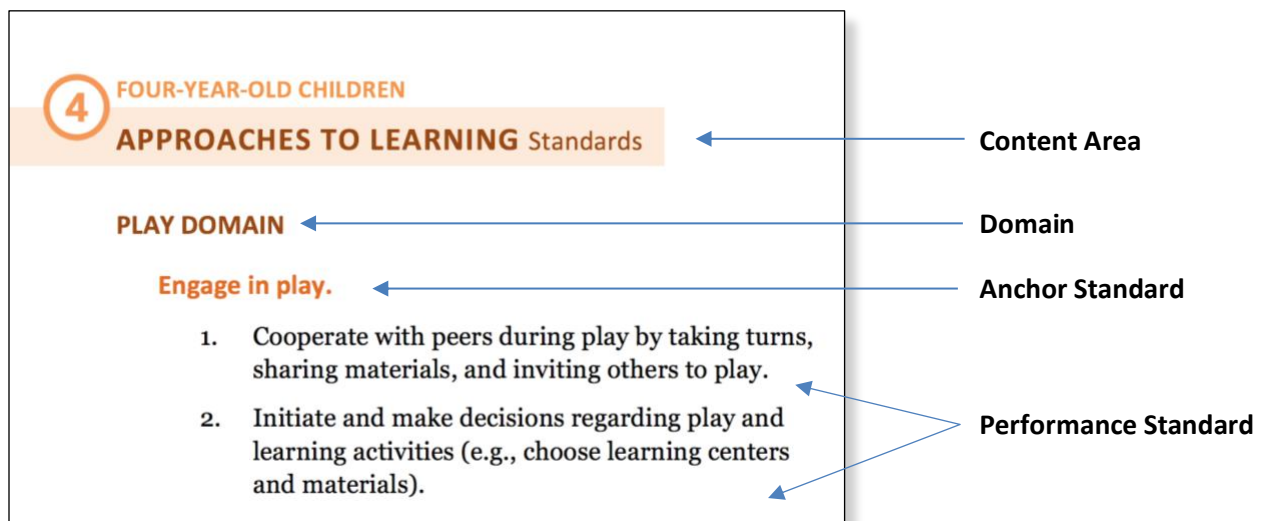 4
FOUR-YEAR-OLD CHILDREN
APPROACHES TO LEARNING Standards
Content Area
PLAY DOMAIN
Domain
Engage in play.
Anchor Standard
1. Cooperate with peers during play by taking turns,
sharing materials, and inviting others to play.
2. Initiate and make decisions regarding play and
learning activities (e.g., choose learning centers
and materials).
Performance Standard